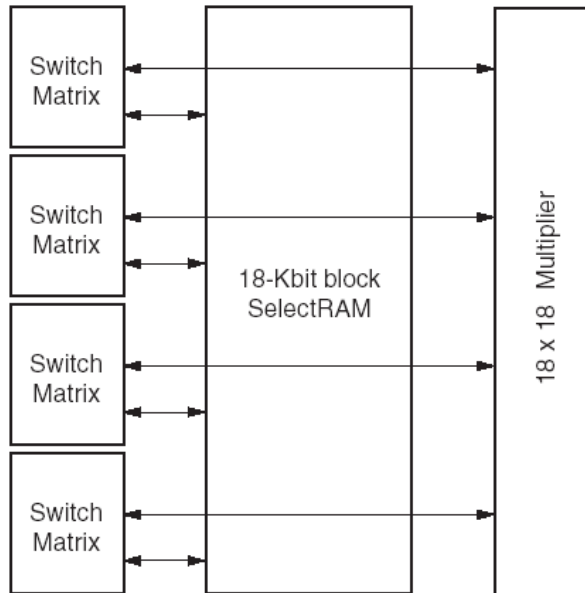 Switch
Matrix
Switch
Matrix
18-Kbit block
SelectRAM
Switch
Matrix
Switch
Matrix
18 x 18 Multiplier